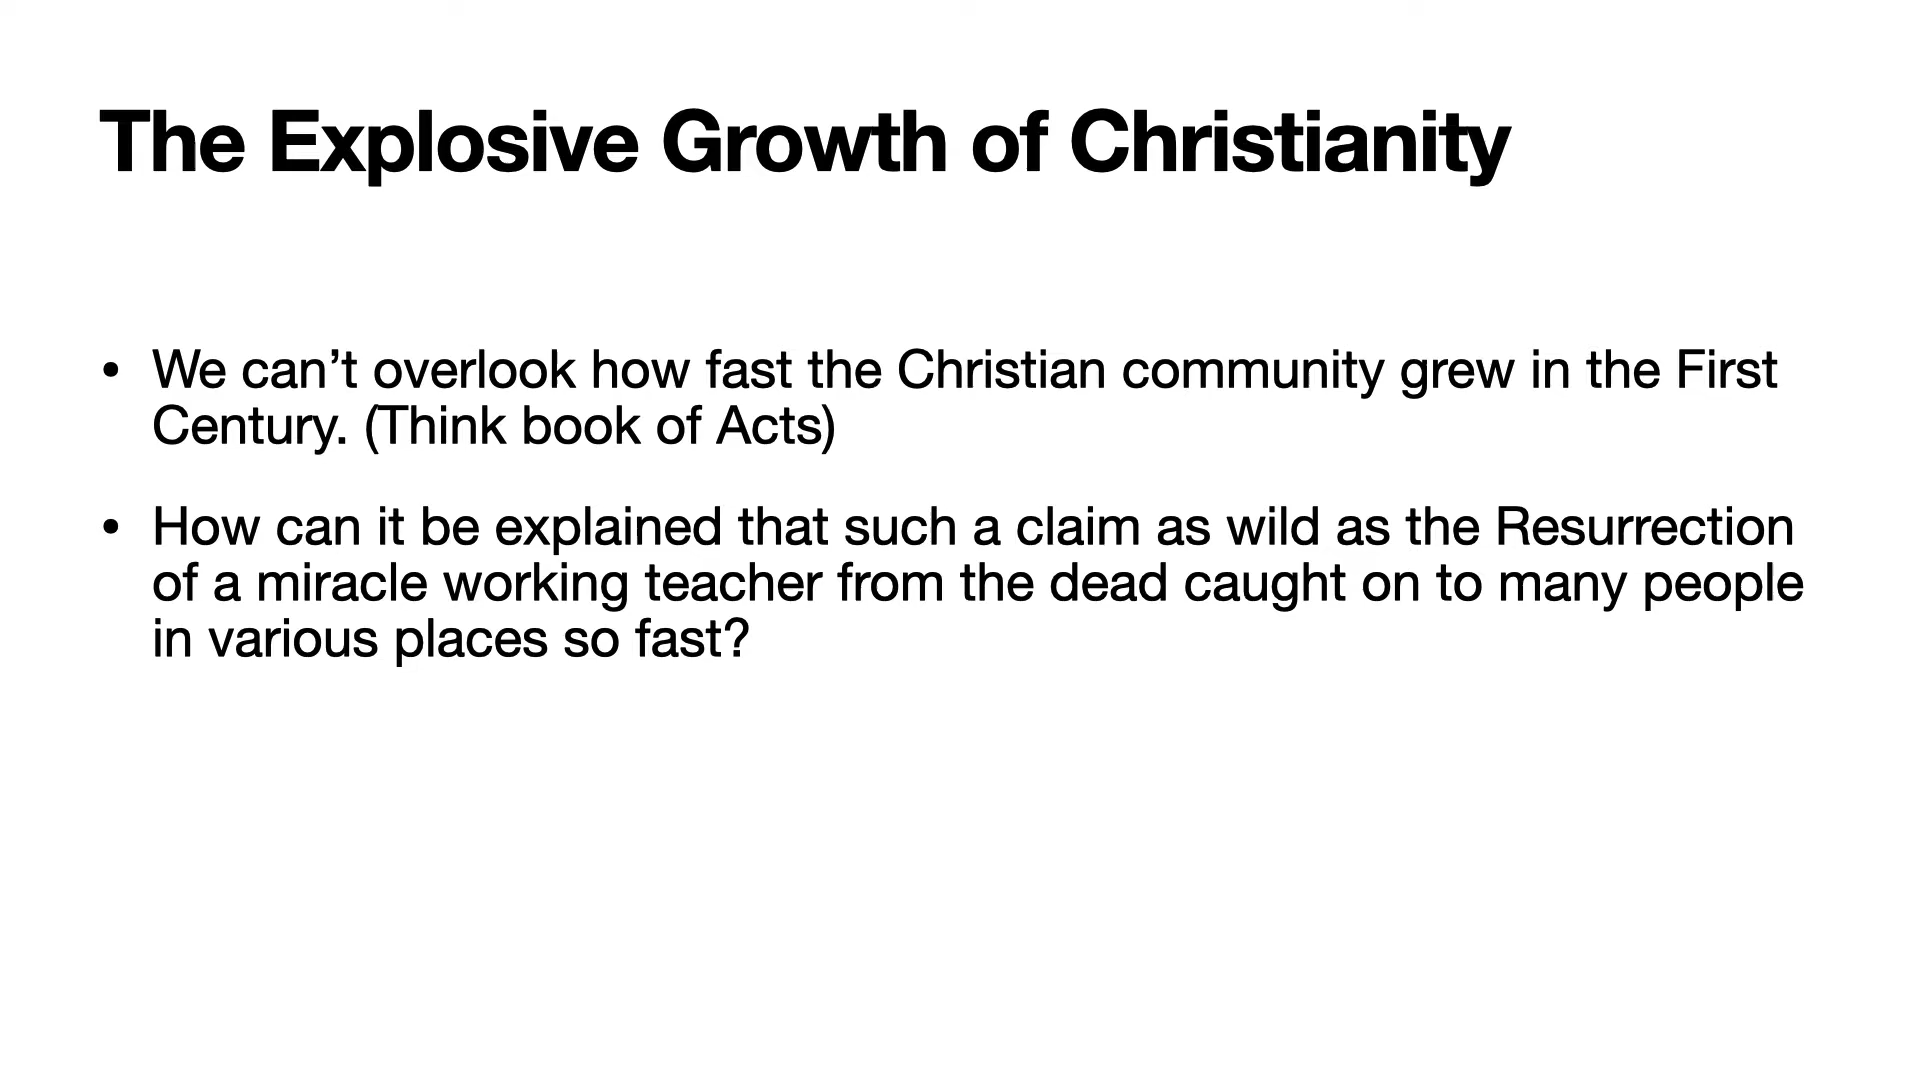 The Explosive Growth of Christianity
• We can’t overlook how fast the Christian community grew in the First
Century. (Think book of Acts)
• How can it be explained that such a claim as wild as the Resurrection
of a miracle working teacher from the dead caught on to many people
in various places so fast?